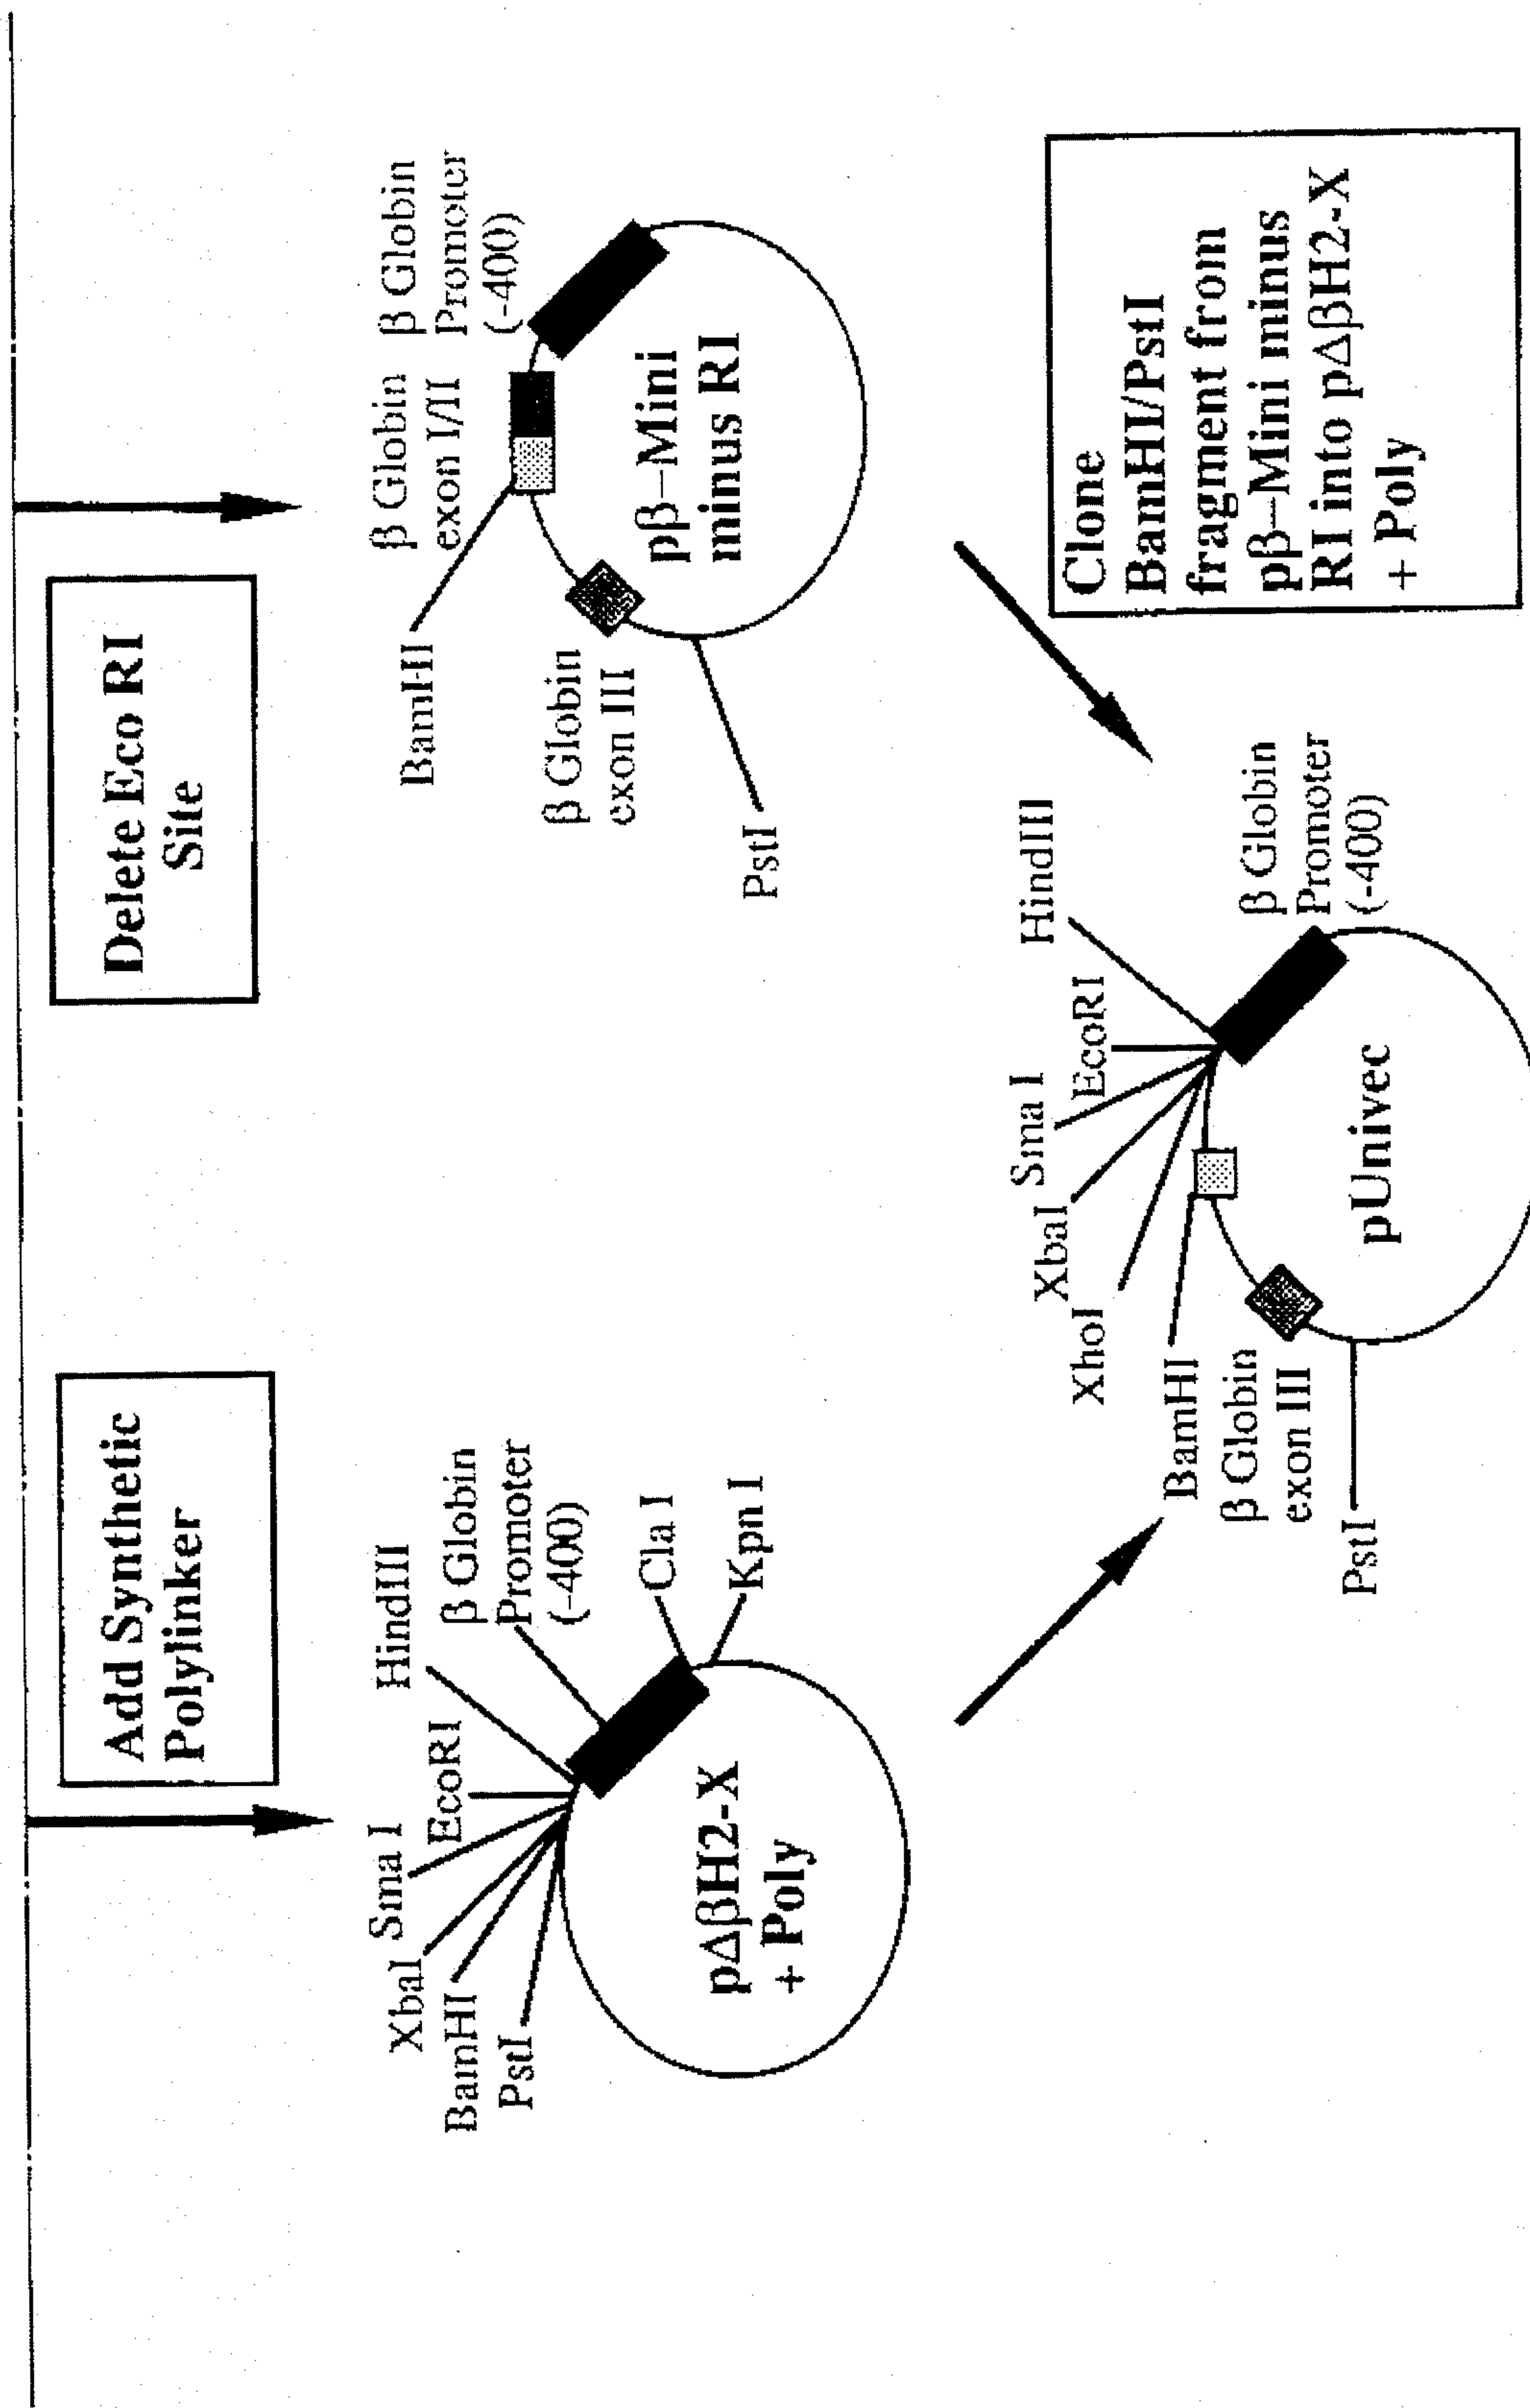 Add Synthetic
Polylinker
Delete Eco RI
Site
XbaI
Sma I
EcoRI
HindIII
BamHI
PstI
β Globin
Promoter
(-400)
Cla I
Kpn I
pΔβH2-X
+ Poly
BamHI
β Globin
exon I/II
β Globin
Promoter
(-400)
β Globin
exon III
PstI
pβ-Mini
minus RI
Clone
BamHI/PstI
fragment from
pβ-Mini minus
RI into pΔβH2-X
+ Poly
XhoI
XbaI
Sma I
EcoRI
HindIII
BamHI
β Globin
exon III
PstI
β Globin
Promoter
(-400)
pUnivec